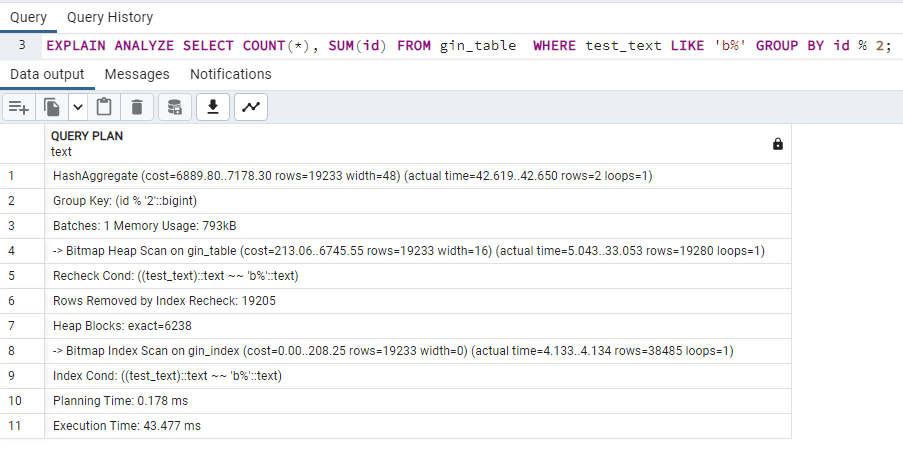 Query Query History
3 EXPLAIN ANALYZE SELECT COUNT(*), SUM(id) FROM gin_table  WHERE test_text LIKE 'b%' GROUP BY id % 2;
Data output Messages Notifications
QUERY PLAN
text
1 HashAggregate (cost=6889.80..7178.30 rows=19233 width=48) (actual time=42.619..42.650 rows=2 loops=1)
2 Group Key: (id % '2'::bigint)
3 Batches: 1 Memory Usage: 793kB
4 -> Bitmap Heap Scan on gin_table (cost=213.06..6745.55 rows=19233 width=16) (actual time=5.043..33.053 rows=19280 loops=1)
5 Recheck Cond: ((test_text)::text ~~ 'b%'::text)
6 Rows Removed by Index Recheck: 19205
7 Heap Blocks: exact=6238
8 -> Bitmap Index Scan on gin_index (cost=0.00..208.25 rows=19233 width=0) (actual time=4.133..4.134 rows=38485 loops=1)
9 Index Cond: ((test_text)::text ~~ 'b%'::text)
10 Planning Time: 0.178 ms
11 Execution Time: 43.477 ms